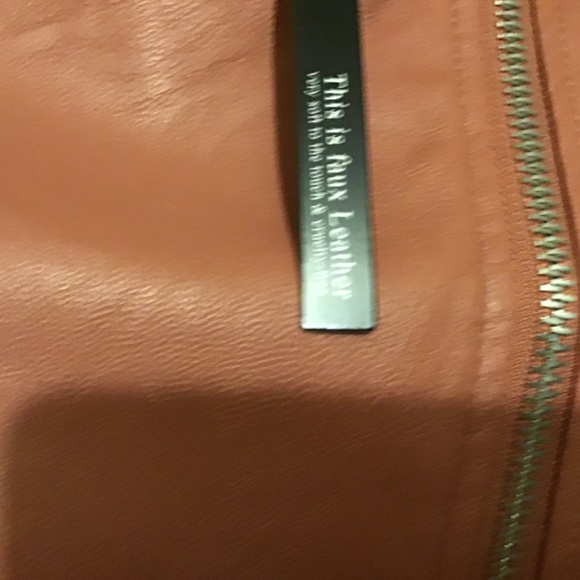 This is faux Leather
very soft to the touch &